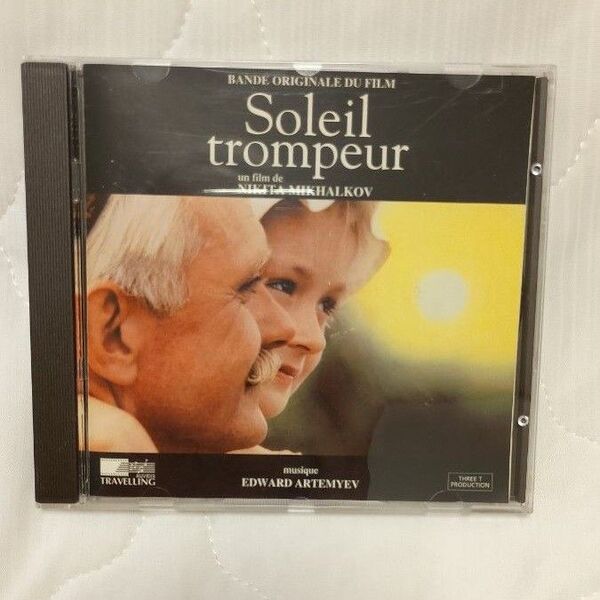 BANDE ORIGINALE DU FILM
Soleil
trompeur
un film de
NIKITA MIKHALKOV
musique
EDWARD ARTEMYEV
TRAVELLING
THREE T
PRODUCTION